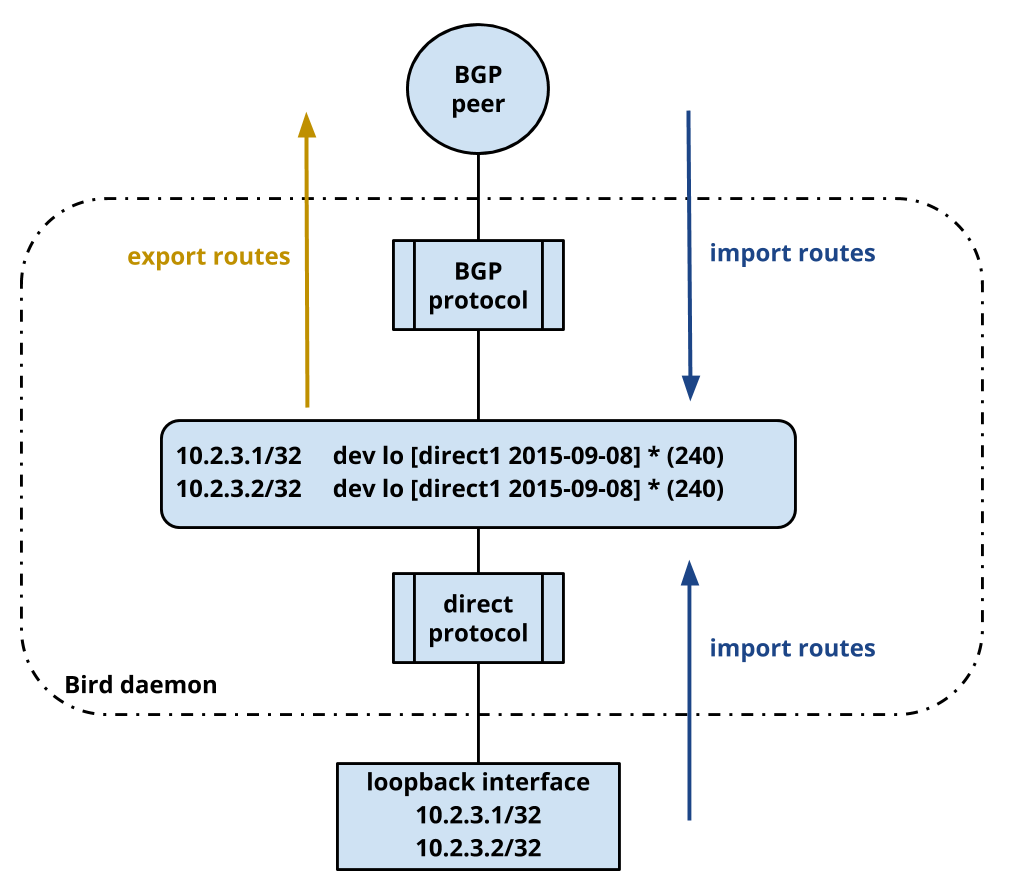 BGP
peer
export routes
import routes
BGP
protocol
10.2.3.1/32 dev lo [direct1 2015-09-08] * (240)
10.2.3.2/32 dev lo [direct1 2015-09-08] * (240)
direct
protocol
import routes
Bird daemon
loopback interface
10.2.3.1/32
10.2.3.2/32